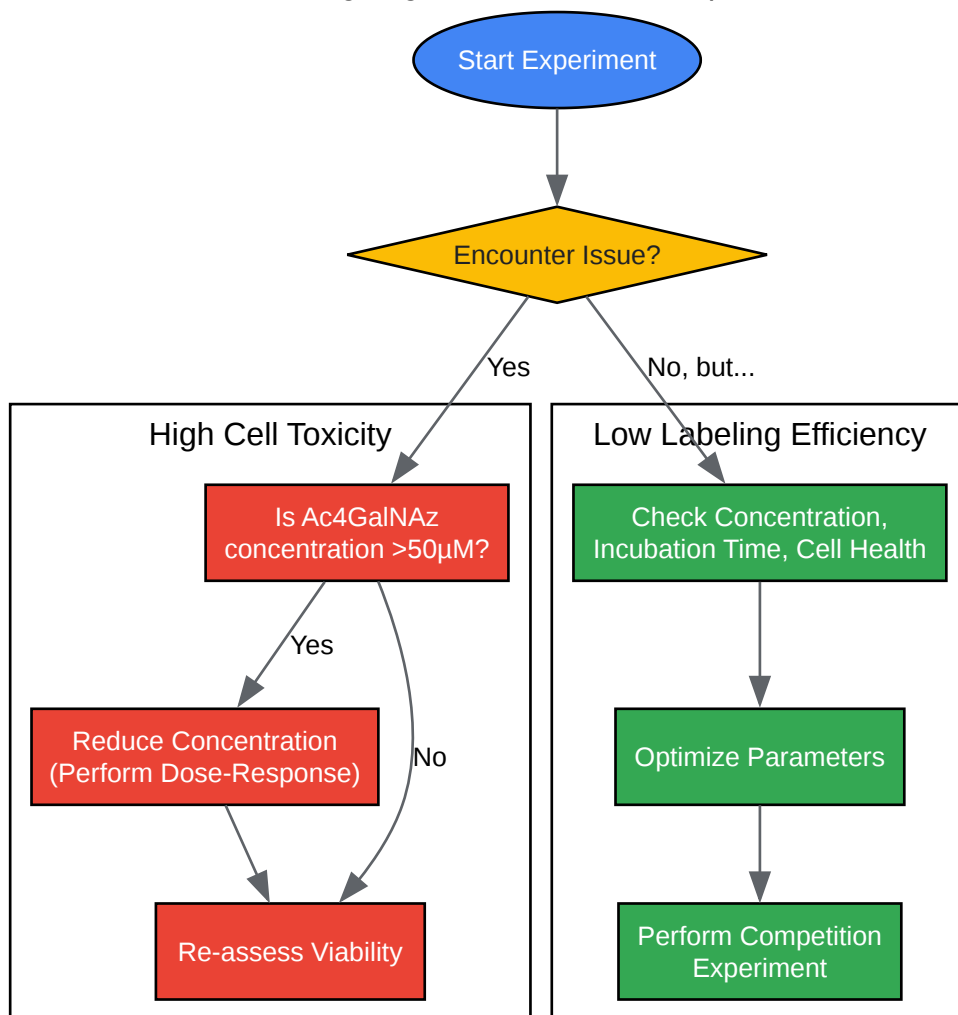 Start Experiment
Encounter Issue?
Yes
No, but...
High Cell Toxicity
Low Labeling Efficiency
Is Ac4GalNAz
concentration >50µM?
Check Concentration,
Incubation Time, Cell Health
Yes
No
Reduce Concentration
(Perform Dose-Response)
Optimize Parameters
Re-assess Viability
Perform Competition
Experiment